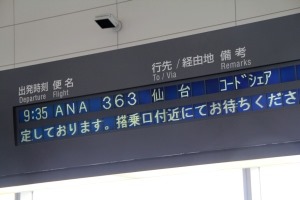 出発時刻 便名 行先／経由地 備考
Departure Flight To / Via Remarks
9:35 ANA 363 仙台 コードシェア
定しております。搭乗口付近にてお待ちくださ